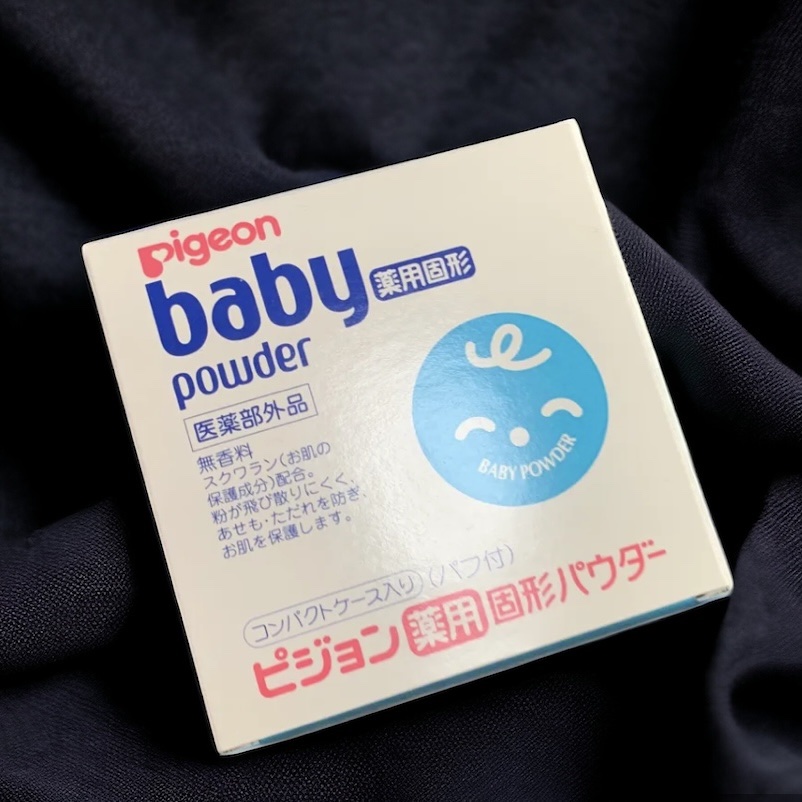 Pigeon
baby 薬用固形
powder
医薬部外品
無香料
スクワラン(お肌の
保護成分)配合。
粉が飛び散りにくく、
あせも・ただれを防ぎ、
お肌を保護します。
BABY POWDER
コンパクトケース入り (パフ付)
ピジョン薬用固形パウダー